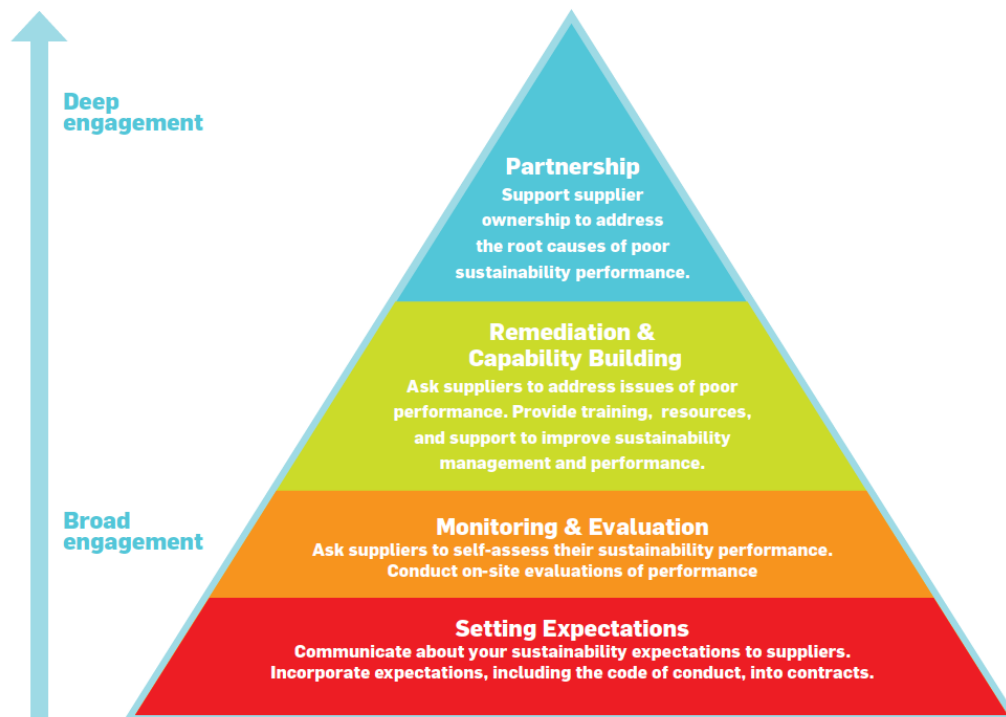 Deep
engagement
Partnership
Support supplier
ownership to address
the root causes of poor
sustainability performance.
Remediation &
Capability Building
Ask suppliers to address issues of poor
performance. Provide training, resources,
and support to improve sustainability
management and performance.
Broad
engagement
Monitoring & Evaluation
Ask suppliers to self-assess their sustainability performance.
Conduct on-site evaluations of performance
Setting Expectations
Communicate about your sustainability expectations to suppliers.
Incorporate expectations, including the code of conduct, into contracts.